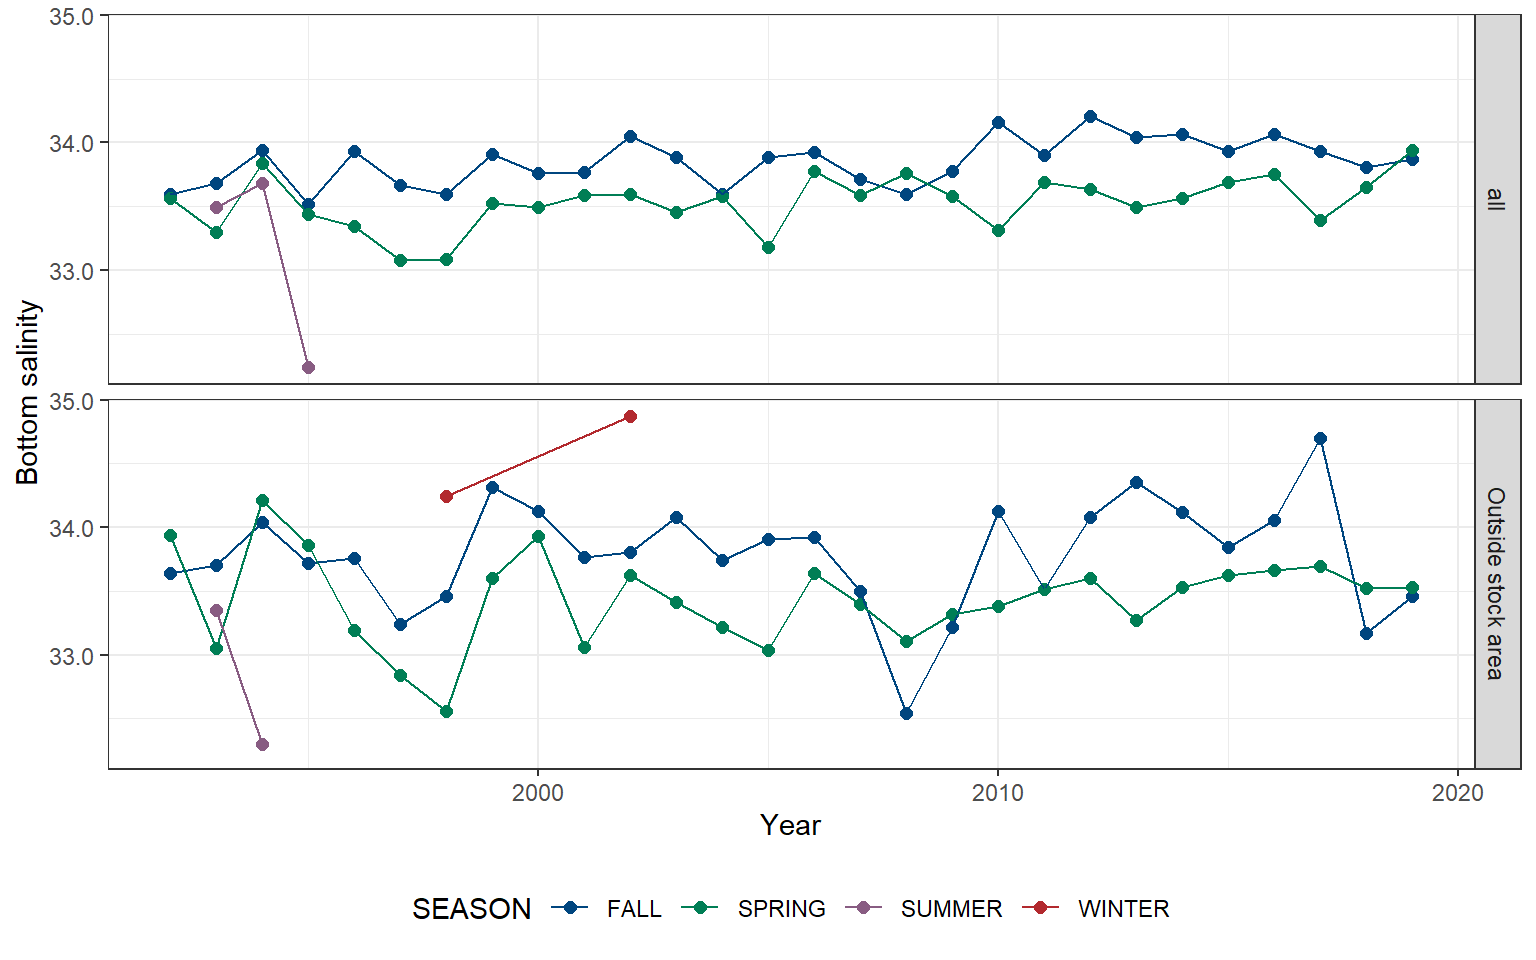 35.0
34.0
33.0
all
35.0
34.0
33.0
Outside stock area
Bottom salinity
2000 2010 2020
Year
SEASON FALL SPRING SUMMER WINTER